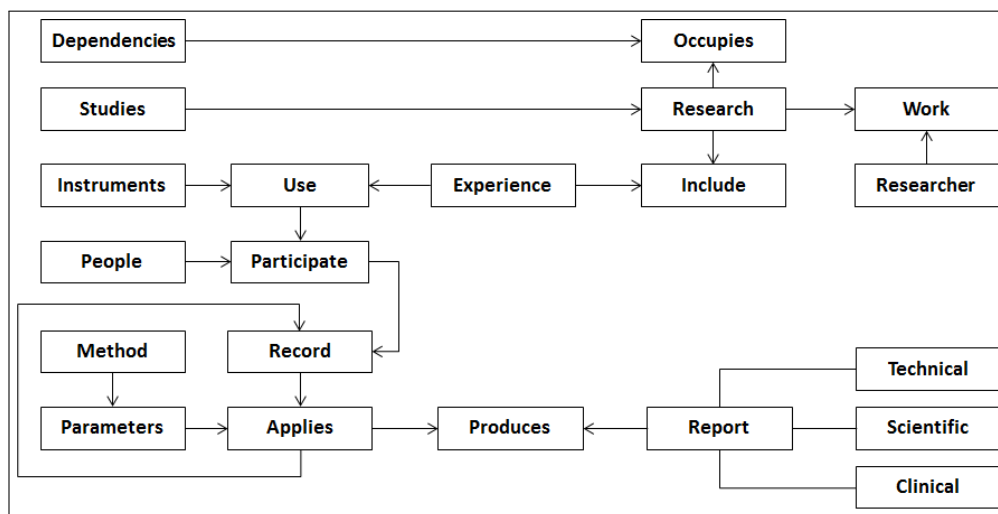 Dependencies
Occupies
Studies
Research
Work
Instruments
Use
Experience
Include
Researcher
People
Participate
Method
Record
Technical
Parameters
Applies
Produces
Report
Scientific
Clinical